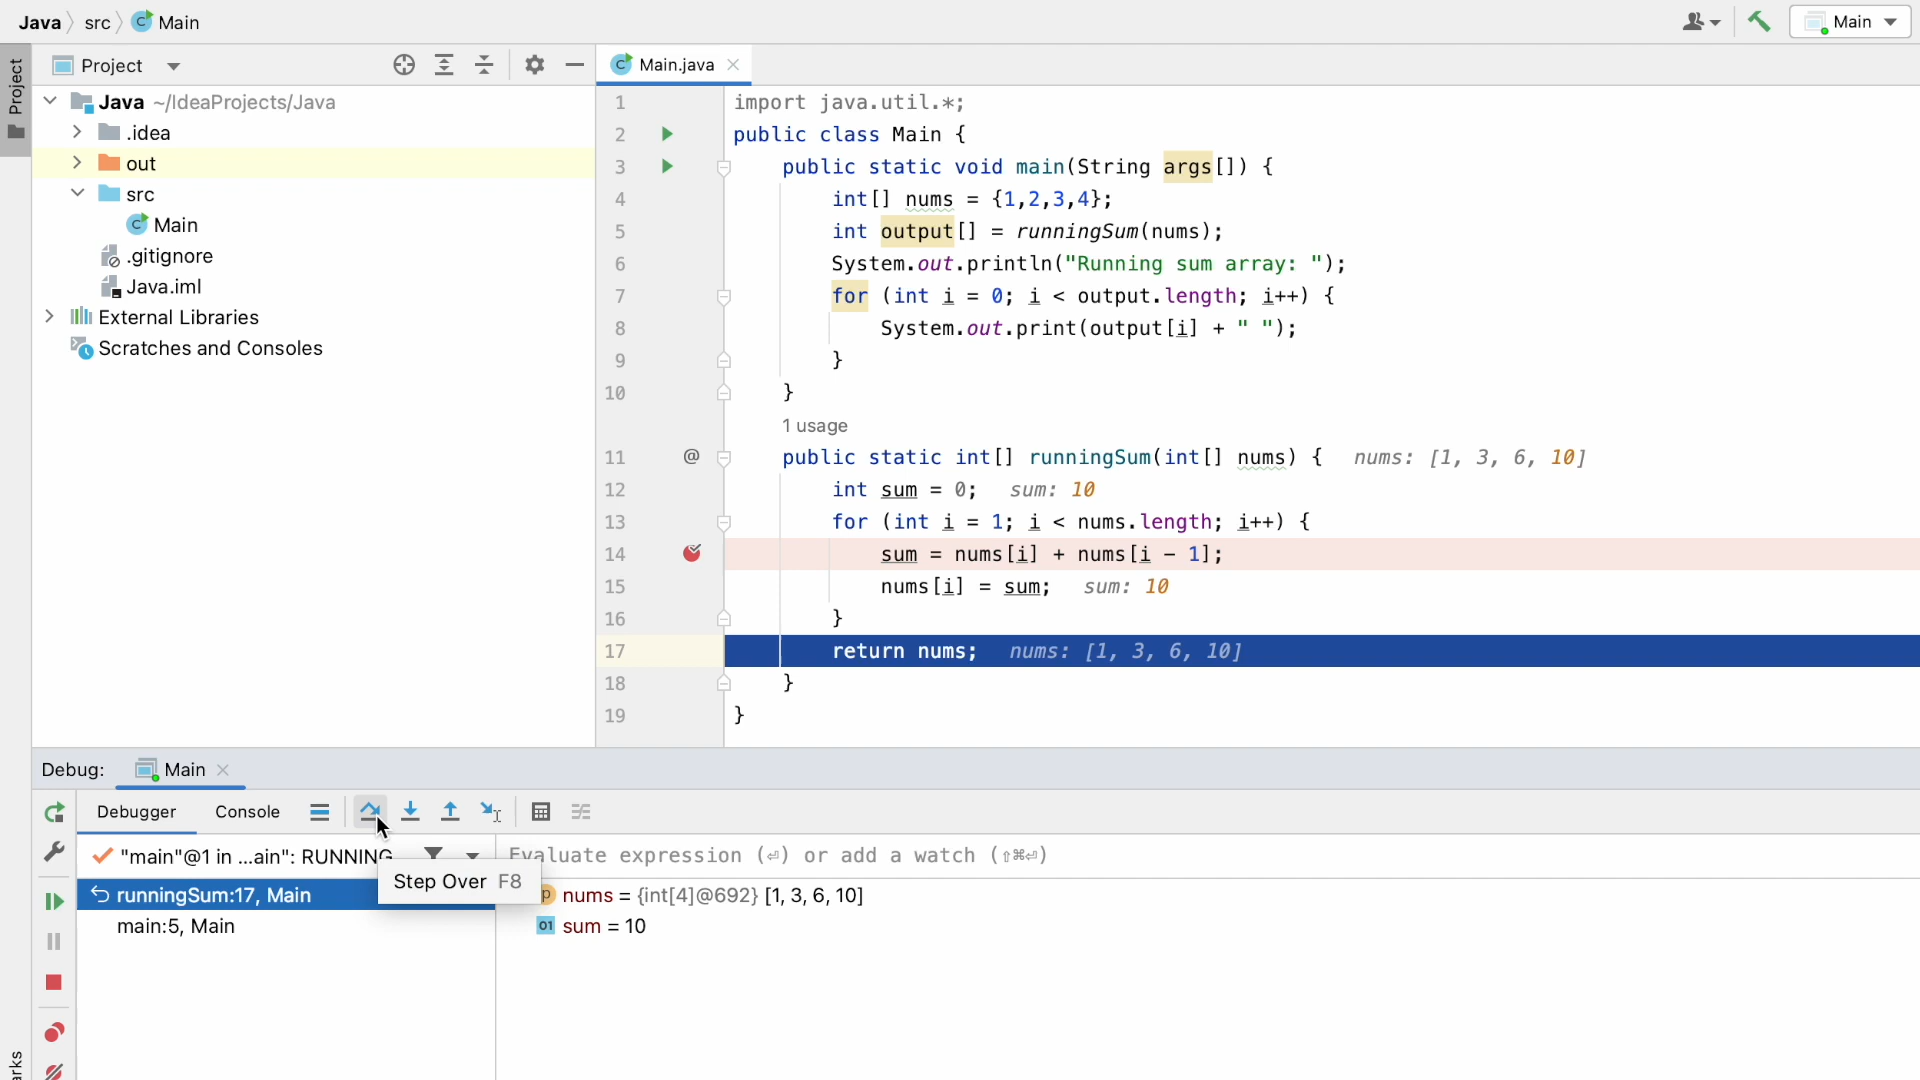 Java src Main
Main
Project
Project
Java ~/IdeaProjects/Java
.idea
out
src
Main
.gitignore
Java.iml
External Libraries
Scratches and Consoles
Main.java
1 import java.util.*;
2 public class Main {
3 public static void main(String args[]) {
4 int[] nums = {1,2,3,4};
5 int output[] = runningSum(nums);
6 System.out.println("Running sum array: ");
7 for (int i = 0; i < output.length; i++) {
8 System.out.print(output[i] + " ");
9 }
10 }
1 usage
11 @ public static int[] runningSum(int[] nums) { nums: [1, 3, 6, 10]
12 int sum = 0; sum: 10
13 for (int i = 1; i < nums.length; i++) {
14 sum = nums[i] + nums[i - 1];
15 nums[i] = sum; sum: 10
16 }
17 return nums; nums: [1, 3, 6, 10]
18 }
19 }
Debug: Main
Debugger Console
"main"@1 in ...ain": RUNNING
Evaluate expression (⏎) or add a watch (⇧⌘⏎)
Step Over F8
runningSum:17, Main
main:5, Main
nums = {int[4]@692} [1, 3, 6, 10]
sum = 10